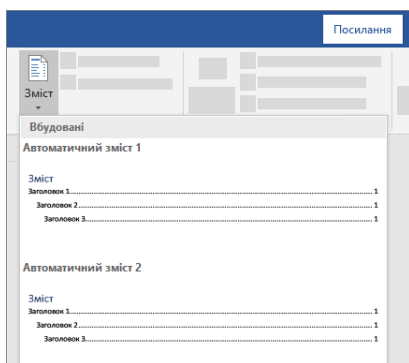 Посилання
Зміст
Вбудовані
Автоматичний зміст 1
Зміст
Заголовок 1...1
Заголовок 2...1
Заголовок 3...1
Автоматичний зміст 2
Зміст
Заголовок 1...1
Заголовок 2...1
Заголовок 3...1